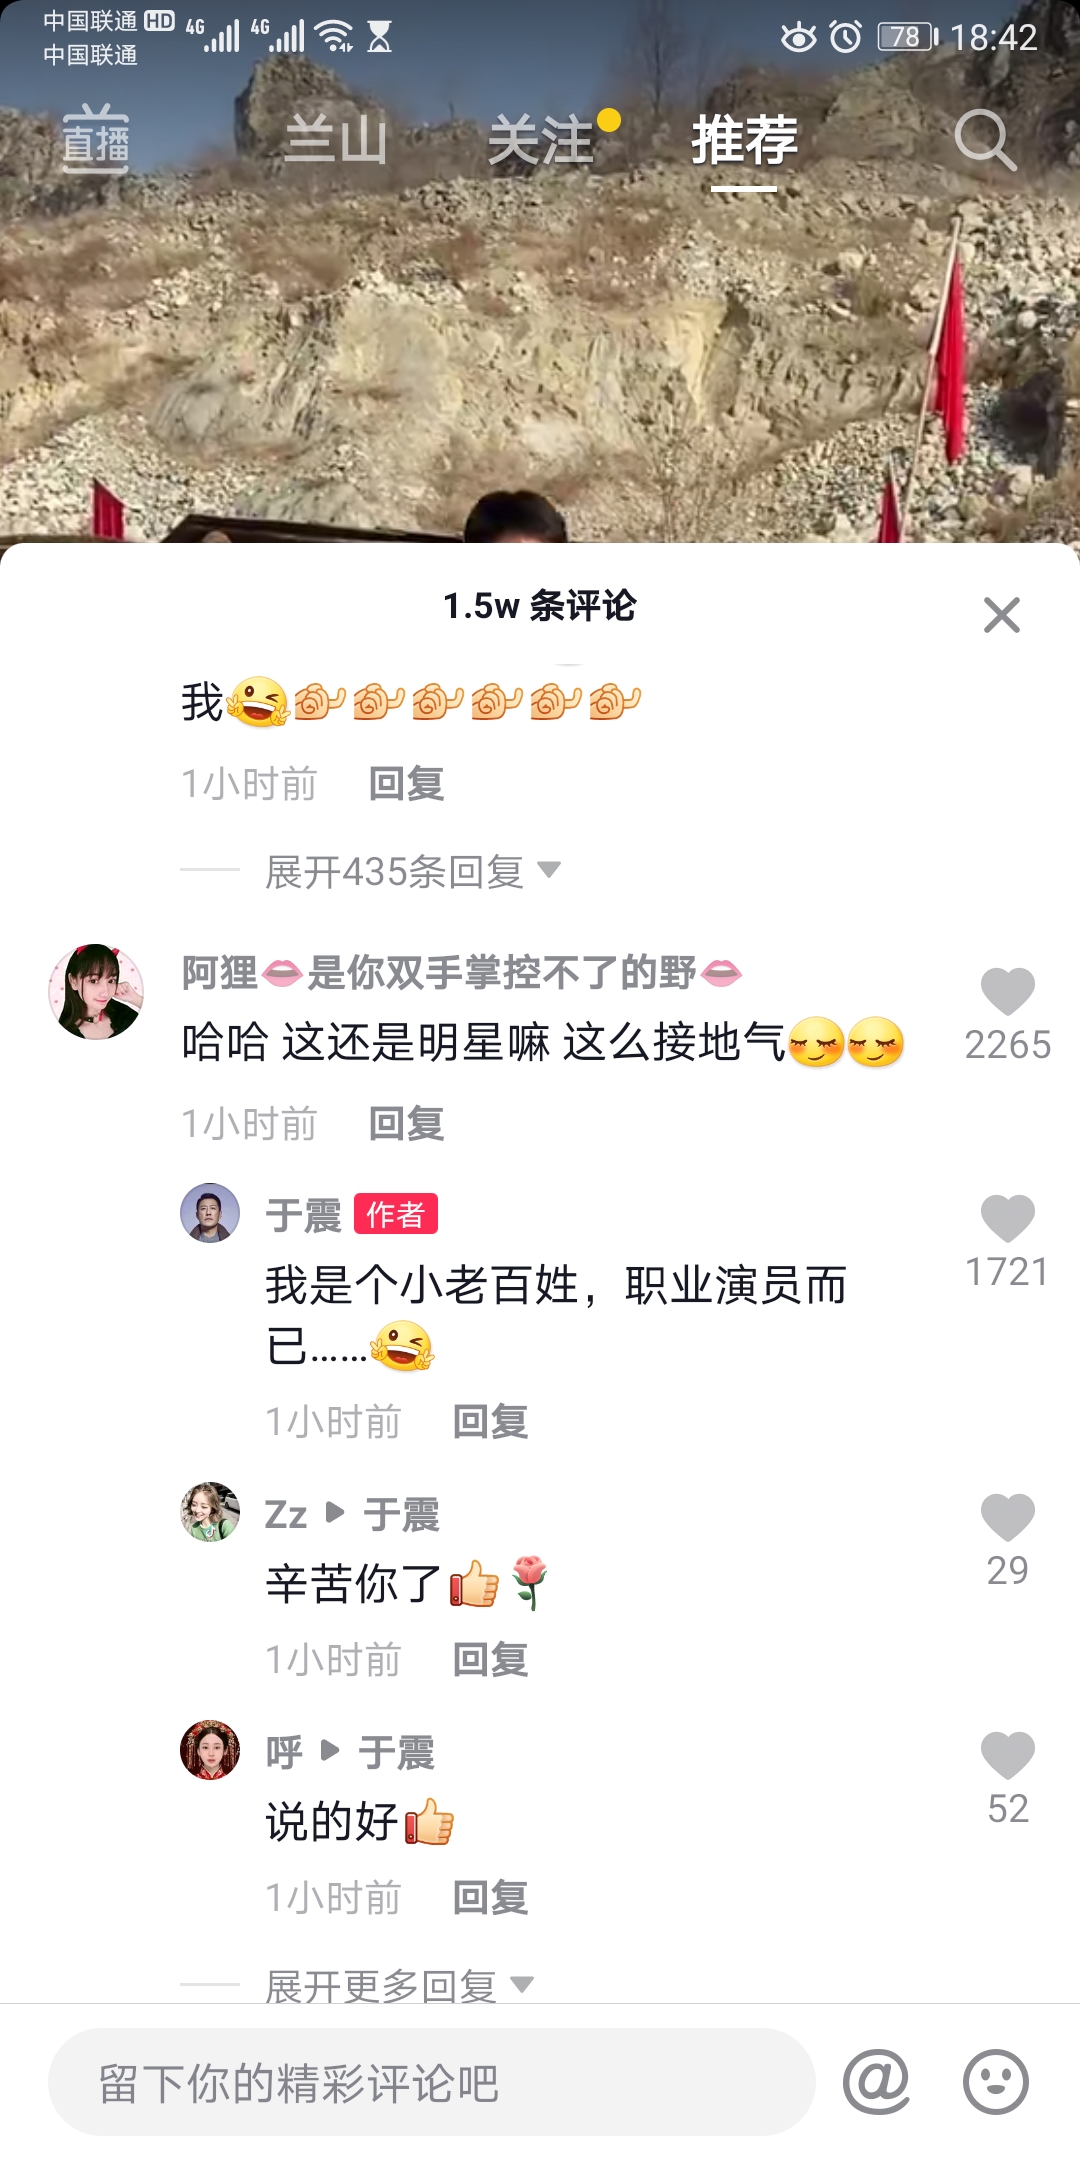 中国联通 HD 4G 4G 78 18:42
中国联通
直播 兰山 关注 推荐
1.5w 条评论
我
1小时前 回复
展开435条回复
阿狸👄是你双手掌控不了的野👄
哈哈 这还是明星嘛 这么接地气
2265
1小时前 回复
于震 作者
我是个小老百姓，职业演员而
已……
1721
1小时前 回复
Zz ▶ 于震
辛苦你了👍🌹
29
1小时前 回复
呼 ▶ 于震
说的好👍
52
1小时前 回复
展开更多回复
留下你的精彩评论吧 @